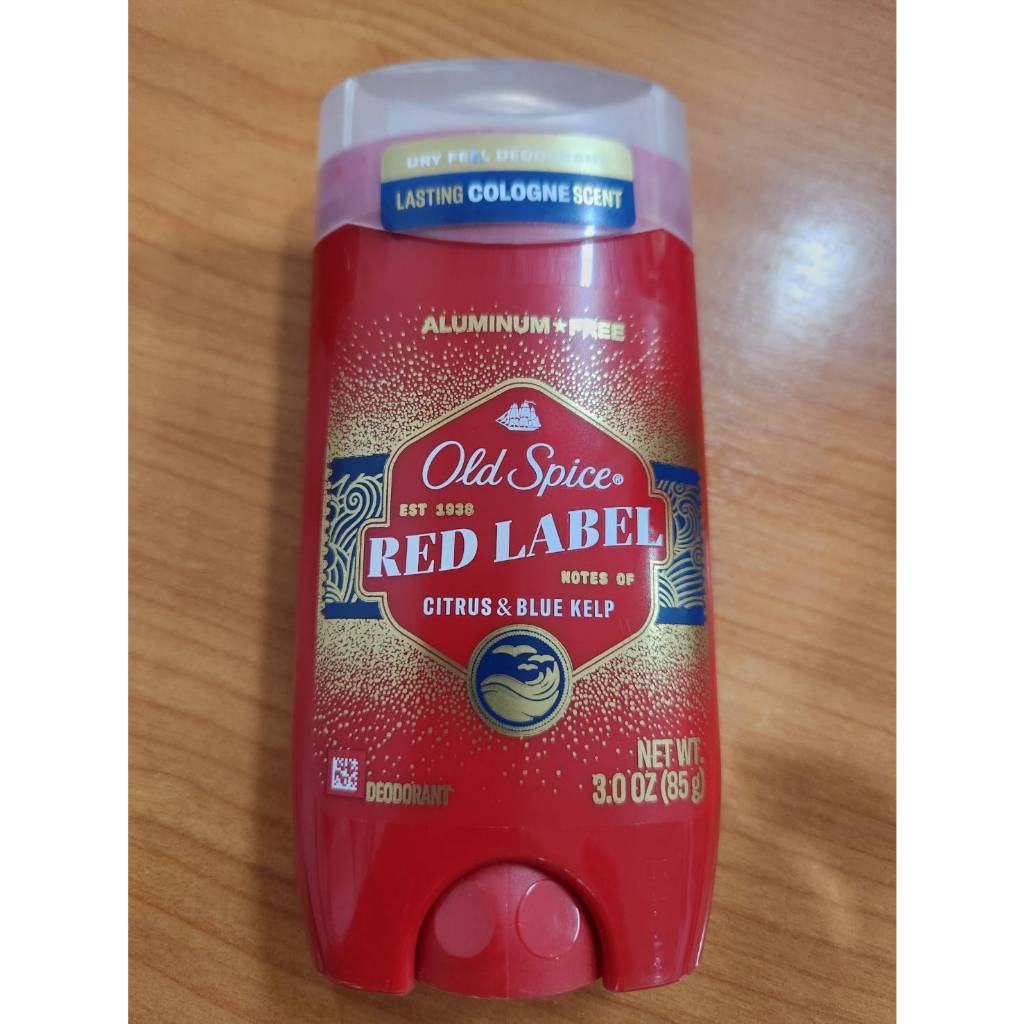 DRY FEEL DEODORANT
LASTING COLOGNE SCENT
ALUMINUM★FREE
Old Spice®
EST 1938
RED LABEL
NOTES OF
CITRUS & BLUE KELP
NET WT.
3.0 OZ (85 g)
DEODORANT